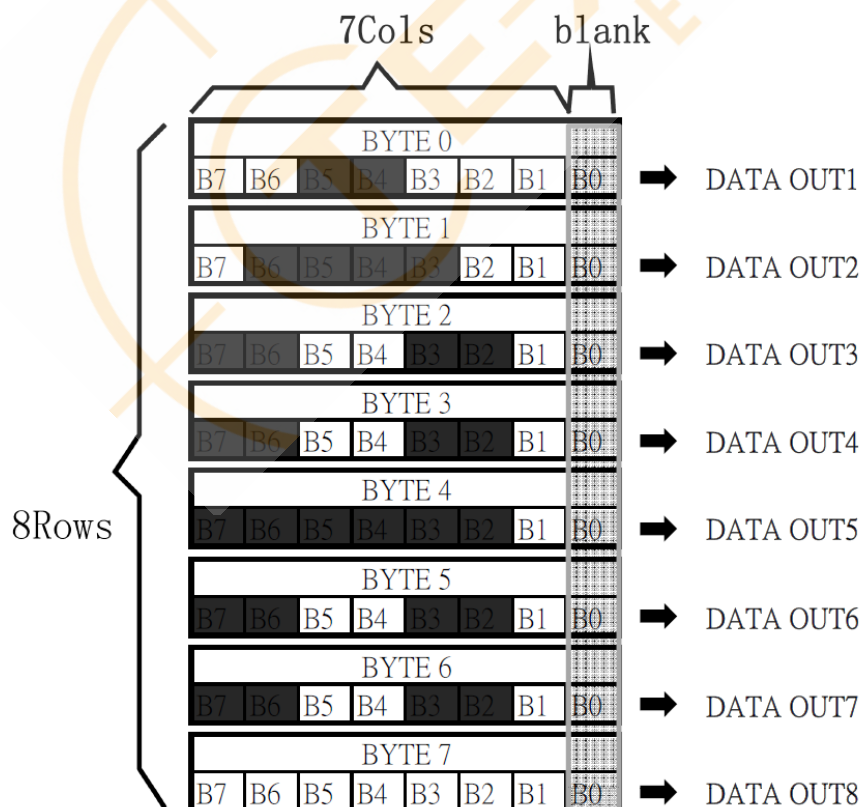 7Cols blank
BYTE 0
B7 B6 B5 B4 B3 B2 B1 B0 DATA OUT1
BYTE 1
B7 B6 B5 B4 B3 B2 B1 B0 DATA OUT2
BYTE 2
B7 B6 B5 B4 B3 B2 B1 B0 DATA OUT3
BYTE 3
B7 B6 B5 B4 B3 B2 B1 B0 DATA OUT4
BYTE 4
8Rows B7 B6 B5 B4 B3 B2 B1 B0 DATA OUT5
BYTE 5
B7 B6 B5 B4 B3 B2 B1 B0 DATA OUT6
BYTE 6
B7 B6 B5 B4 B3 B2 B1 B0 DATA OUT7
BYTE 7
B7 B6 B5 B4 B3 B2 B1 B0 DATA OUT8